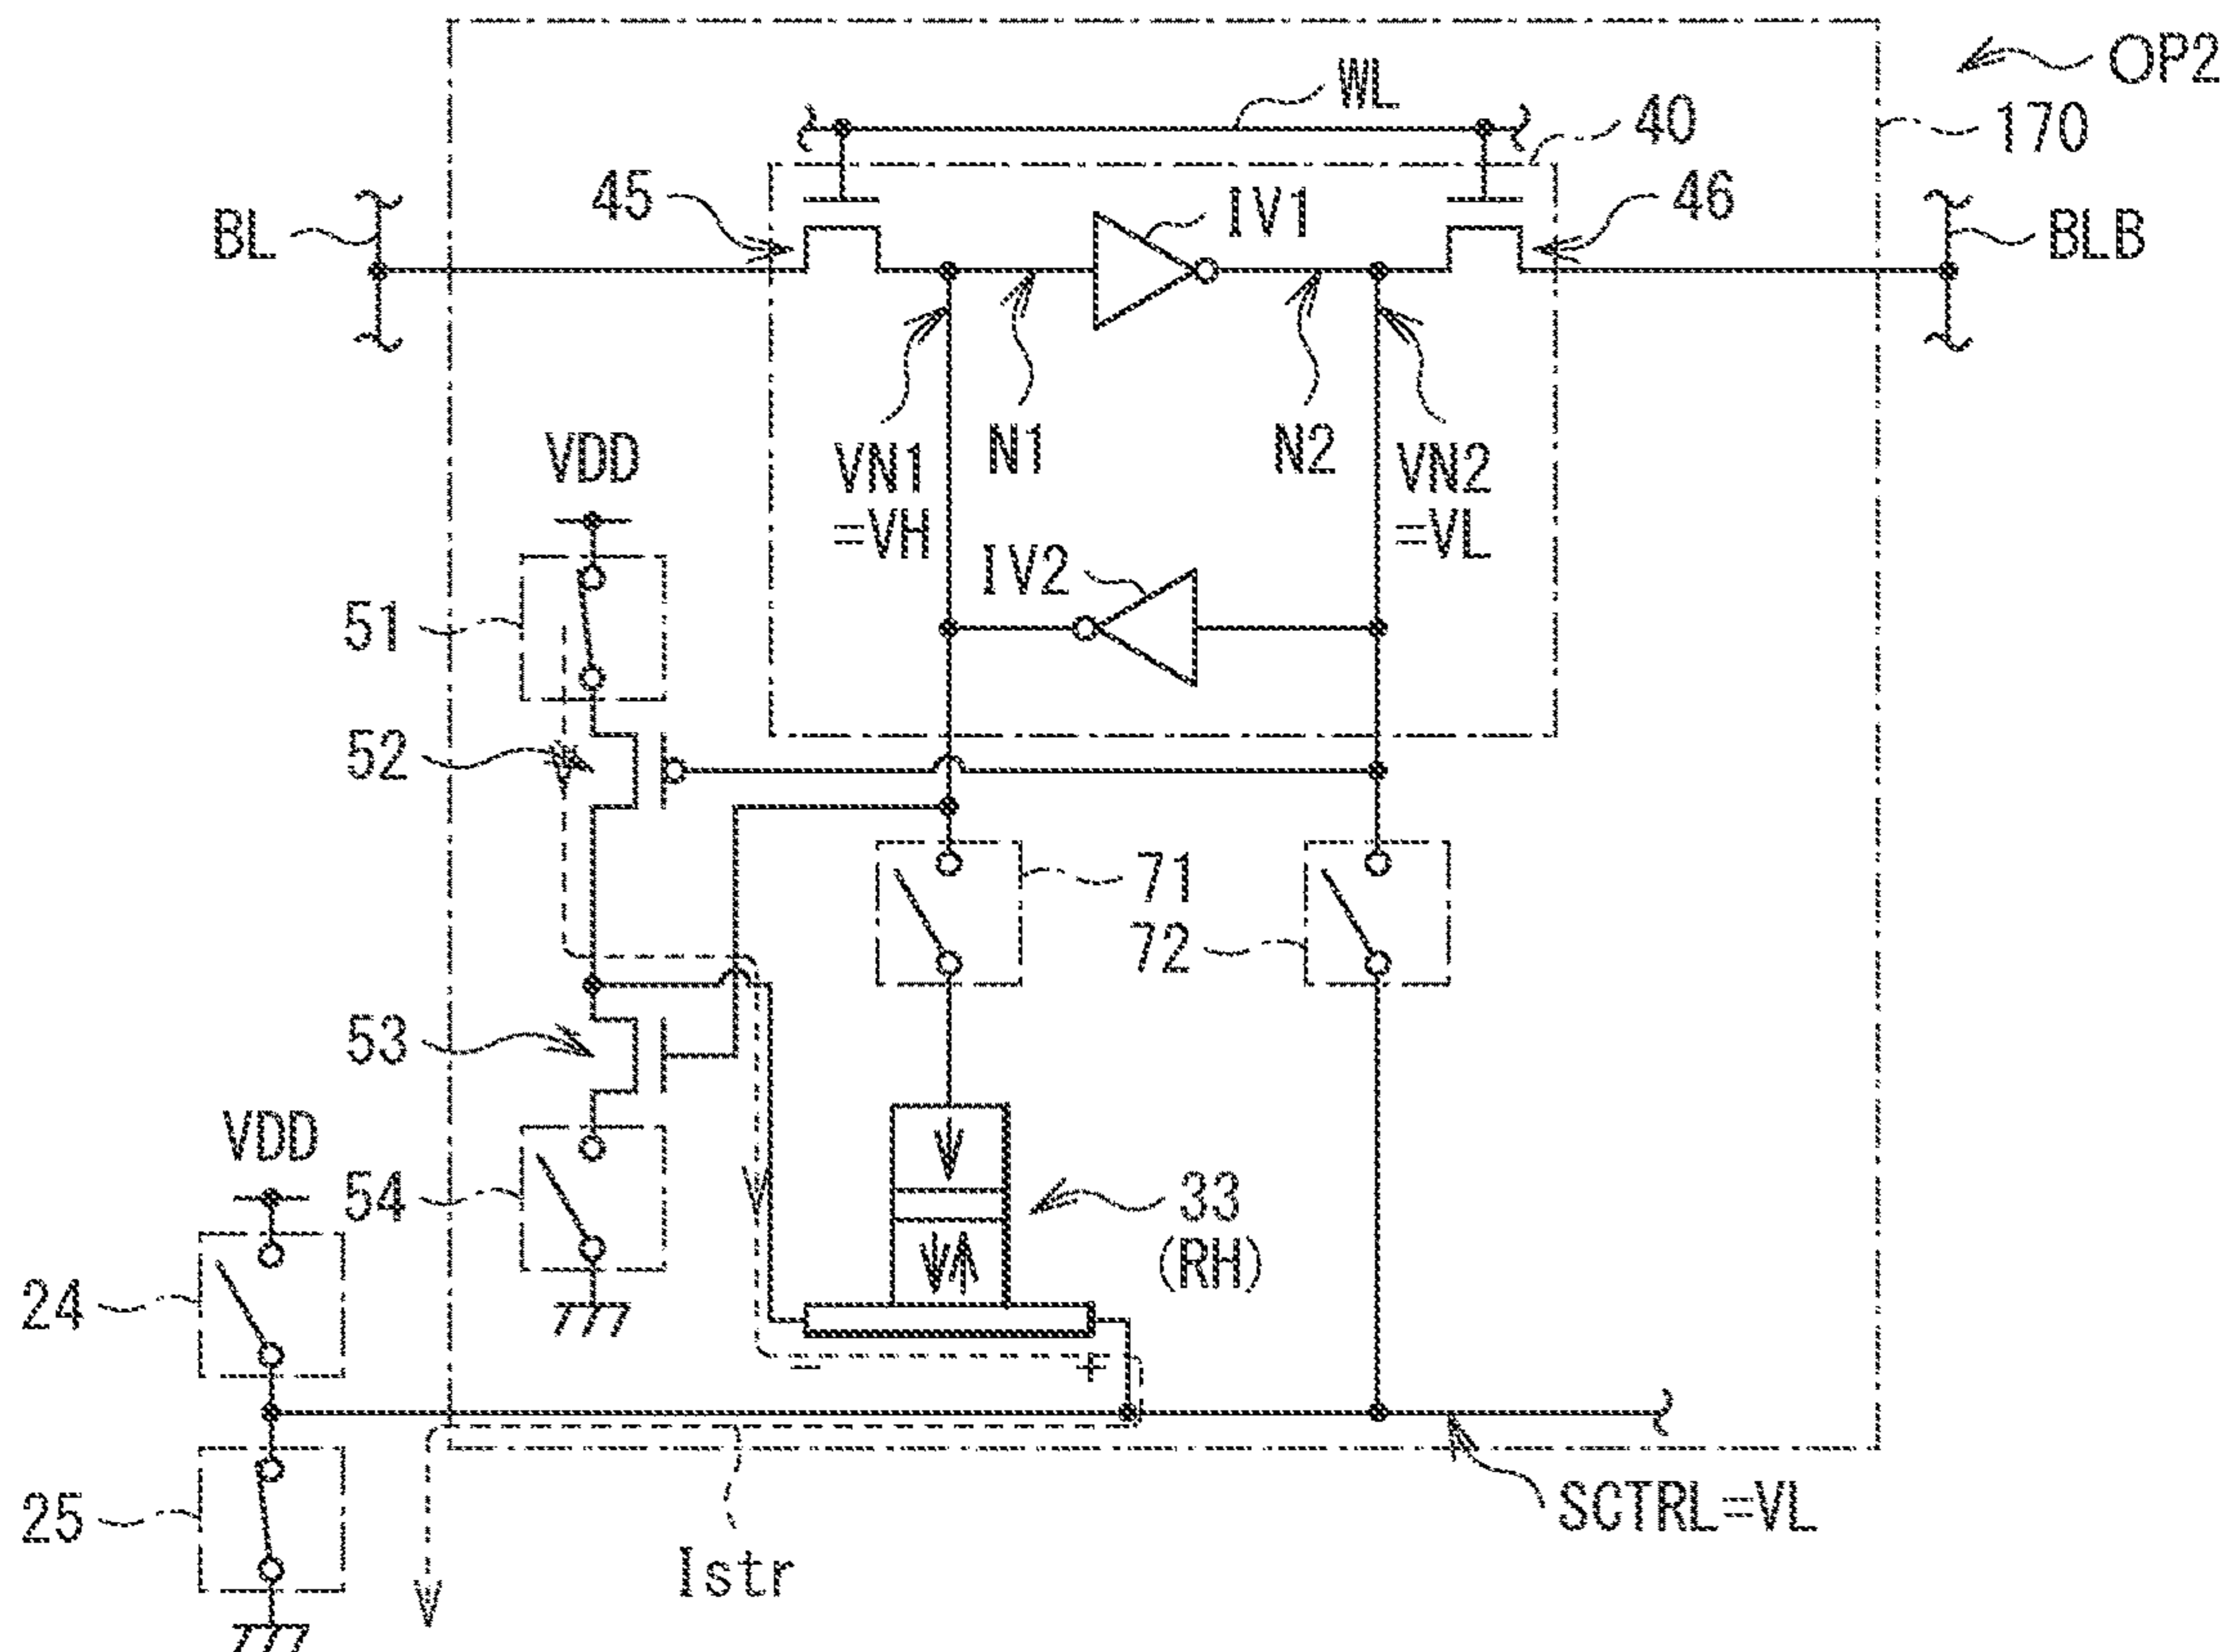 OP2
WL
40
170
45
IV1
46
BL
BLB
VDD
VN1
=VH
N1
N2
VN2
=VL
IV2
51
52
71
72
53
VDD
54
33
(RH)
24
-
+
25
SCTRL=VL
Istr